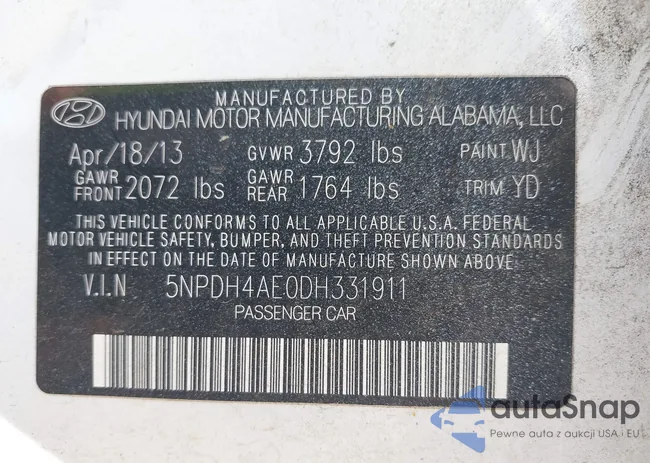 MANUFACTURED BY
HYUNDAI MOTOR MANUFACTURING ALABAMA, LLC
Apr/18/13 GVWR 3792 lbs PAINT WJ
GAWR FRONT 2072 lbs GAWR REAR 1764 lbs TRIM YD
THIS VEHICLE CONFORMS TO ALL APPLICABLE U.S.A. FEDERAL
MOTOR VEHICLE SAFETY, BUMPER, AND THEFT PREVENTION STANDARDS
IN EFFECT ON THE DATE OF MANUFACTURE SHOWN ABOVE.
V.I.N 5NPDH4AE0DH331911
PASSENGER CAR
autaSnap
Pewne auta z aukcji USA i EU